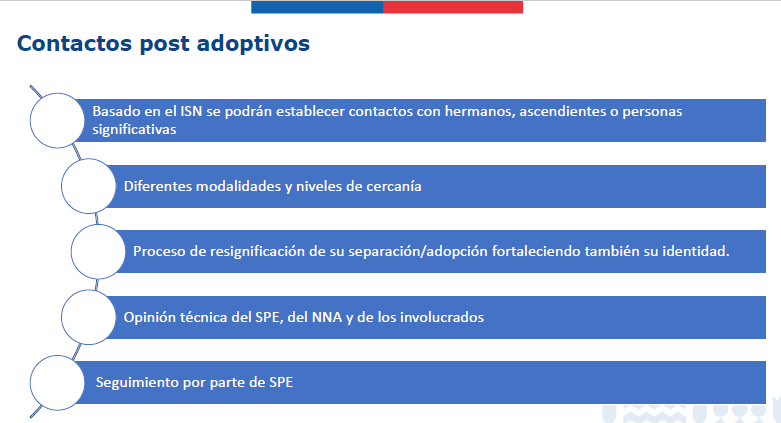 Contactos post adoptivos
Basado en el ISN se podrán establecer contactos con hermanos, ascendientes o personas
significativas
Diferentes modalidades y niveles de cercanía
Proceso de resignificación de su separación/adopción fortaleciendo también su identidad.
Opinión técnica del SPE, del NNA y de los involucrados
Seguimiento por parte de SPE